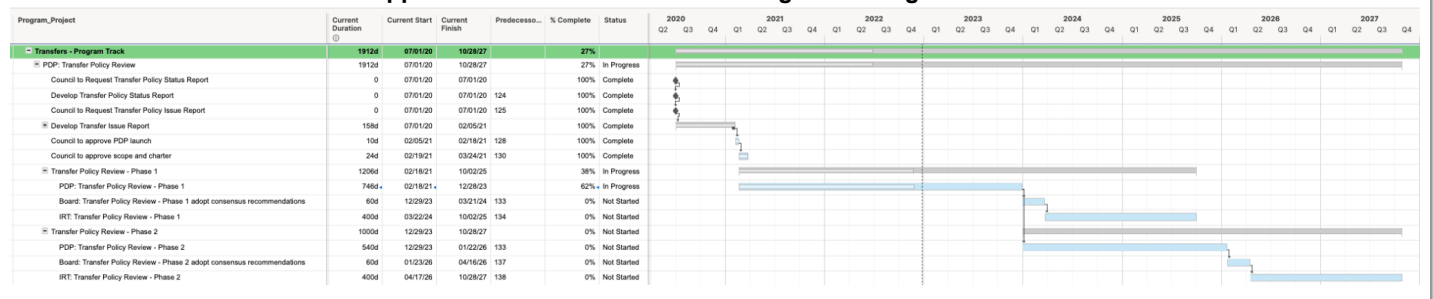 Program_Project Current Duration Current Start Current Finish Predecesso... % Complete Status
2020 2021 2022 2023 2024 2025 2026 2027
Q2 Q3 Q4 Q1 Q2 Q3 Q4 Q1 Q2 Q3 Q4 Q1 Q2 Q3 Q4 Q1 Q2 Q3 Q4 Q1 Q2 Q3 Q4 Q1 Q2 Q3 Q4 Q1 Q2 Q3 Q4
Transfers - Program Track 1912d 07/01/20 10/28/27 27%
PDP: Transfer Policy Review 1912d 07/01/20 10/28/27 27% In Progress
Council to Request Transfer Policy Status Report 0 07/01/20 07/01/20 100% Complete
Develop Transfer Policy Status Report 0 07/01/20 07/01/20 124 100% Complete
Council to Request Transfer Policy Issue Report 0 07/01/20 07/01/20 125 100% Complete
Develop Transfer Issue Report 158d 07/01/20 02/05/21 100% Complete
Council to approve PDP launch 10d 02/05/21 02/18/21 128 100% Complete
Council to approve scope and charter 24d 02/19/21 03/24/21 130 100% Complete
Transfer Policy Review - Phase 1 1206d 02/18/21 10/02/25 38% In Progress
PDP: Transfer Policy Review - Phase 1 746d 02/18/21 12/28/23 62% In Progress
Board: Transfer Policy Review - Phase 1 adopt consensus recommendations 60d 12/29/23 03/21/24 133 0% Not Started
IRT: Transfer Policy Review - Phase 1 400d 03/22/24 10/02/25 134 0% Not Started
Transfer Policy Review - Phase 2 1000d 12/29/23 10/28/27 0% Not Started
PDP: Transfer Policy Review - Phase 2 540d 12/29/23 01/22/26 133 0% Not Started
Board: Transfer Policy Review - Phase 2 adopt consensus recommendations 60d 01/23/26 04/16/26 137 0% Not Started
IRT: Transfer Policy Review - Phase 2 400d 04/17/26 10/28/27 138 0% Not Started